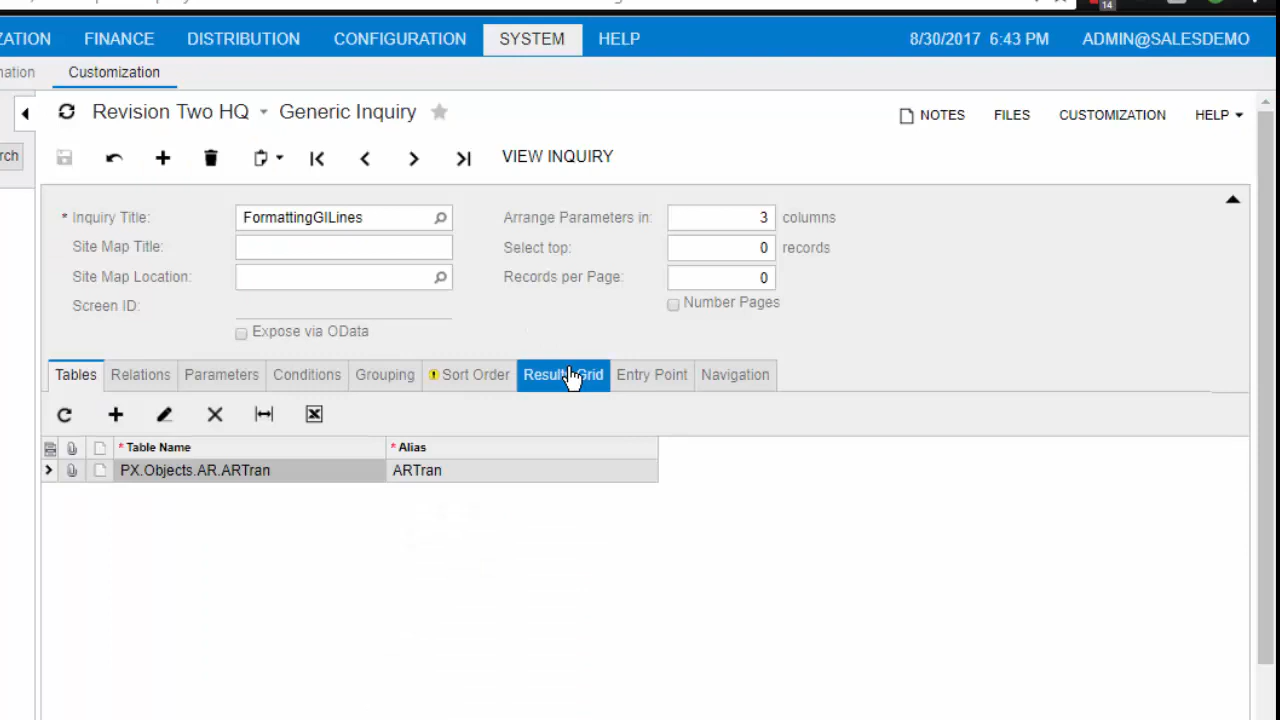 14
ZATION FINANCE DISTRIBUTION CONFIGURATION SYSTEM HELP 8/30/2017 6:43 PM ADMIN@SALESDEMO
nation Customization
Revision Two HQ Generic Inquiry NOTES FILES CUSTOMIZATION HELP
rch VIEW INQUIRY
* Inquiry Title: FormattingGILines Arrange Parameters in: 3 columns
Site Map Title: Select top: 0 records
Site Map Location: Records per Page: 0
Screen ID: Number Pages
Expose via OData
Tables Relations Parameters Conditions Grouping Sort Order Results Grid Entry Point Navigation
* Table Name * Alias
PX.Objects.AR.ARTran ARTran